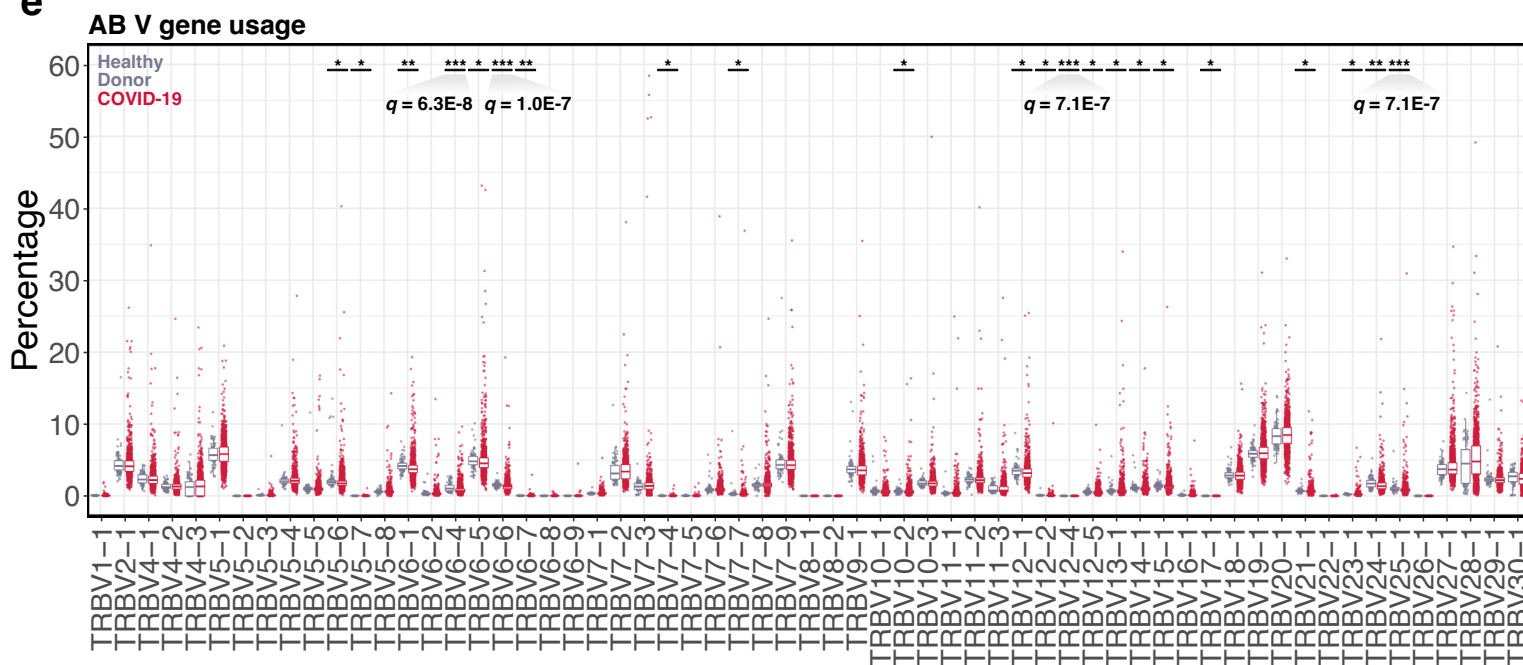 e
AB V gene usage
Healthy
Donor
COVID-19
* * ** *** * *** ** * * * * * *** * * * * * * * ** ***
q = 6.3E-8 q = 1.0E-7 q = 7.1E-7 q = 7.1E-7
Percentage
60
50
40
30
20
10
0
TRBV1−1
TRBV2−1
TRBV4−1
TRBV4−2
TRBV4−3
TRBV5−1
TRBV5−2
TRBV5−3
TRBV5−4
TRBV5−5
TRBV5−6
TRBV5−7
TRBV5−8
TRBV6−1
TRBV6−2
TRBV6−4
TRBV6−5
TRBV6−6
TRBV6−7
TRBV6−8
TRBV6−9
TRBV7−1
TRBV7−2
TRBV7−3
TRBV7−4
TRBV7−5
TRBV7−6
TRBV7−7
TRBV7−8
TRBV7−9
TRBV8−1
TRBV8−2
TRBV9−1
TRBV10−1
TRBV10−2
TRBV10−3
TRBV11−1
TRBV11−2
TRBV11−3
TRBV12−1
TRBV12−2
TRBV12−4
TRBV12−5
TRBV13−1
TRBV14−1
TRBV15−1
TRBV16−1
TRBV17−1
TRBV18−1
TRBV19−1
TRBV20−1
TRBV21−1
TRBV22−1
TRBV23−1
TRBV24−1
TRBV25−1
TRBV26−1
TRBV27−1
TRBV28−1
TRBV29−1
TRBV30−1